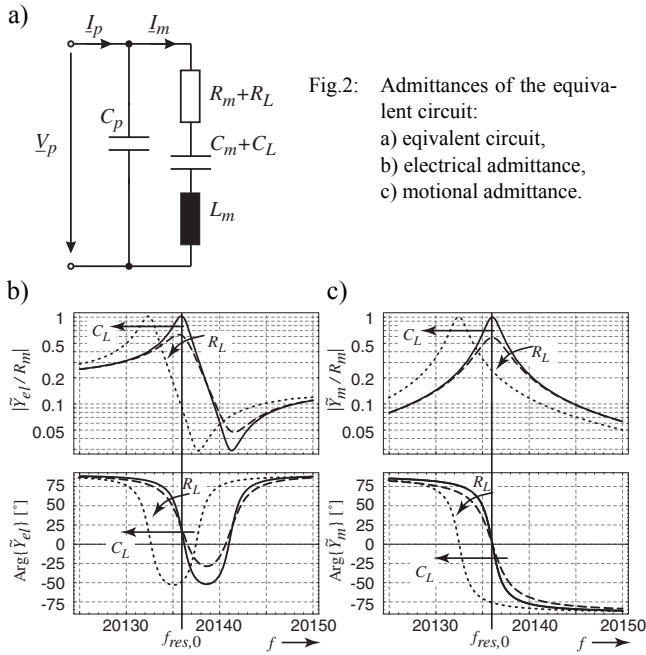 a)
I_p I_m
R_m+R_L
C_p
C_m+C_L
V_p
L_m
Fig.2: Admittances of the equiva-
lent circuit:
a) eqivalent circuit,
b) electrical admittance,
c) motional admittance.
b)
|Ỹ_el / R_m|
1
0.5
0.2
0.1
0.05
C_L
R_L
Arg{Ỹ_el} [°]
75
50
25
0
-25
-50
-75
R_L
C_L
20130 20140 20150
f_res,0 f
c)
|Ỹ_m / R_m|
1
0.5
0.2
0.1
0.05
C_L
R_L
Arg{Ỹ_m} [°]
75
50
25
0
-25
-50
-75
R_L
C_L
20130 20140 20150
f_res,0 f